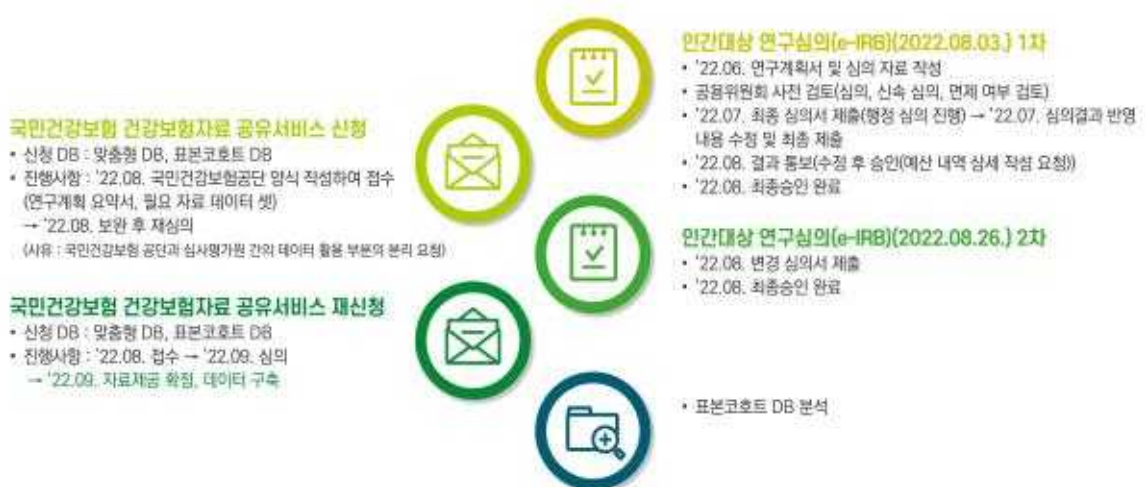 인간대상 연구심의(e-IRB)(2022.08.03.) 1차
• '22.06. 연구계획서 및 심의 자료 작성
• 공용위원회 사전 검토(심의, 신속 심의, 면제 여부 검토)
• '22.07. 최종 심의서 제출(행정 심의 진행) → '22.07. 심의결과 반영
내용 수정 및 최종 제출
• '22.08. 결과 통보(수정 후 승인(예산 내역 상세 작성 요청))
• '22.08. 최종승인 완료
국민건강보험 건강보험자료 공유서비스 신청
• 신청 DB : 맞춤형 DB, 표본코호트 DB
• 진행사항 : '22.08. 국민건강보험공단 양식 작성하여 접수
(연구계획 요약서, 필요 자료 데이터 셋)
→ '22.08. 보완 후 재심의
(사유 : 국민건강보험 공단과 심사평가원 간의 데이터 활용 부분의 분리 요청)
인간대상 연구심의(e-IRB)(2022.08.26.) 2차
• '22.08. 변경 심의서 제출
• '22.08. 최종승인 완료
국민건강보험 건강보험자료 공유서비스 재신청
• 신청 DB : 맞춤형 DB, 표본코호트 DB
• 진행사항 : '22.08. 접수 → '22.09. 심의
→ '22.09. 자료제공 확정, 데이터 구축
• 표본코호트 DB 분석